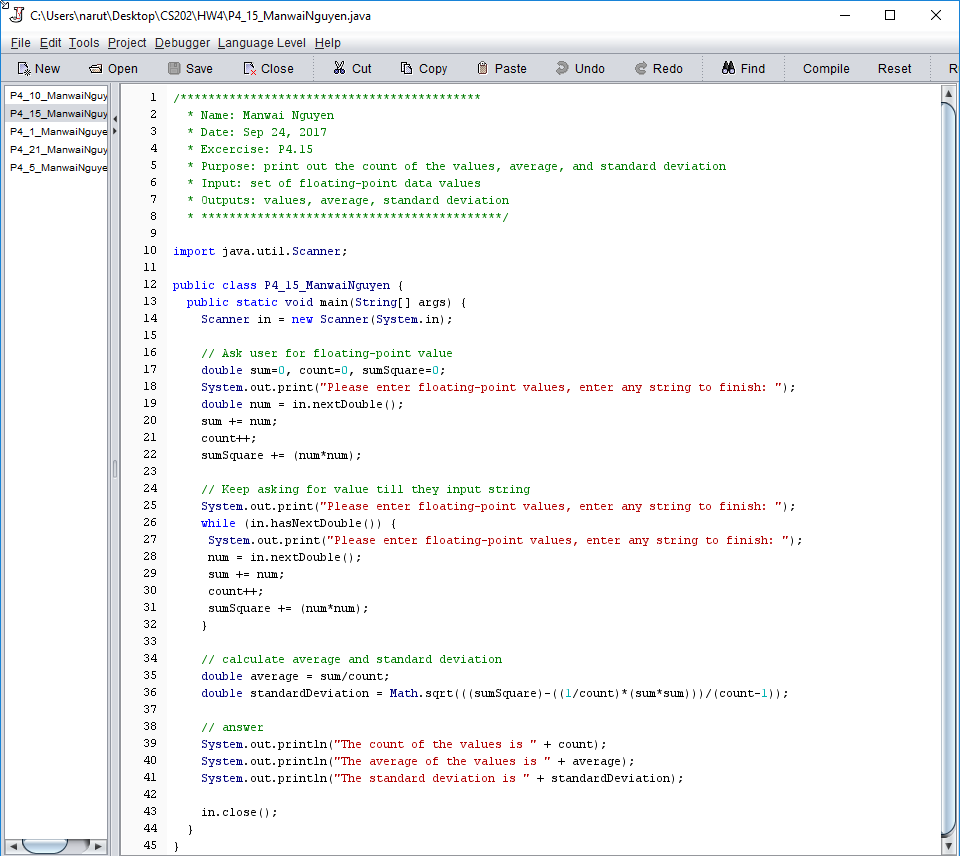 C:\Users\narut\Desktop\CS202\HW4\P4_15_ManwaiNguyen.java
File Edit Tools Project Debugger Language Level Help
New Open Save Close Cut Copy Paste Undo Redo Find Compile Reset R
P4_10_ManwaiNguy
P4_15_ManwaiNguy
P4_1_ManwaiNguye
P4_21_ManwaiNguy
P4_5_ManwaiNguye
1 /*******************************************
2 * Name: Manwai Nguyen
3 * Date: Sep 24, 2017
4 * Excercise: P4.15
5 * Purpose: print out the count of the values, average, and standard deviation
6 * Input: set of floating-point data values
7 * Outputs: values, average, standard deviation
8 * *******************************************/
9
10 import java.util.Scanner;
11
12 public class P4_15_ManwaiNguyen {
13 public static void main(String[] args) {
14 Scanner in = new Scanner(System.in);
15
16 // Ask user for floating-point value
17 double sum=0, count=0, sumSquare=0;
18 System.out.print("Please enter floating-point values, enter any string to finish: ");
19 double num = in.nextDouble();
20 sum += num;
21 count++;
22 sumSquare += (num*num);
23
24 // Keep asking for value till they input string
25 System.out.print("Please enter floating-point values, enter any string to finish: ");
26 while (in.hasNextDouble()) {
27 System.out.print("Please enter floating-point values, enter any string to finish: ");
28 num = in.nextDouble();
29 sum += num;
30 count++;
31 sumSquare += (num*num);
32 }
33
34 // calculate average and standard deviation
35 double average = sum/count;
36 double standardDeviation = Math.sqrt(((sumSquare)-((1/count)*(sum*sum)))/(count-1));
37
38 // answer
39 System.out.println("The count of the values is " + count);
40 System.out.println("The average of the values is " + average);
41 System.out.println("The standard deviation is " + standardDeviation);
42
43 in.close();
44 }
45 }